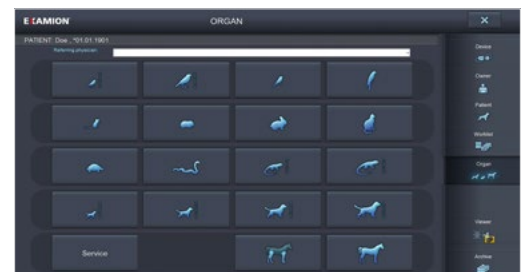 EXAMION
ORGAN
PATIENT: Doe , *01.01.1901
Referring physician:
Device
Owner
Patient
Worklist
Organ
Viewer
Service
Archive